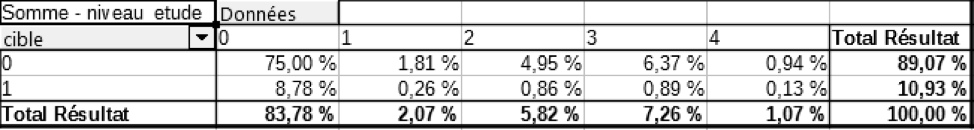 Somme - niveau etude Données
cible 0 1 2 3 4 Total Résultat
0 75,00 % 1,81 % 4,95 % 6,37 % 0,94 % 89,07 %
1 8,78 % 0,26 % 0,86 % 0,89 % 0,13 % 10,93 %
Total Résultat 83,78 % 2,07 % 5,82 % 7,26 % 1,07 % 100,00 %